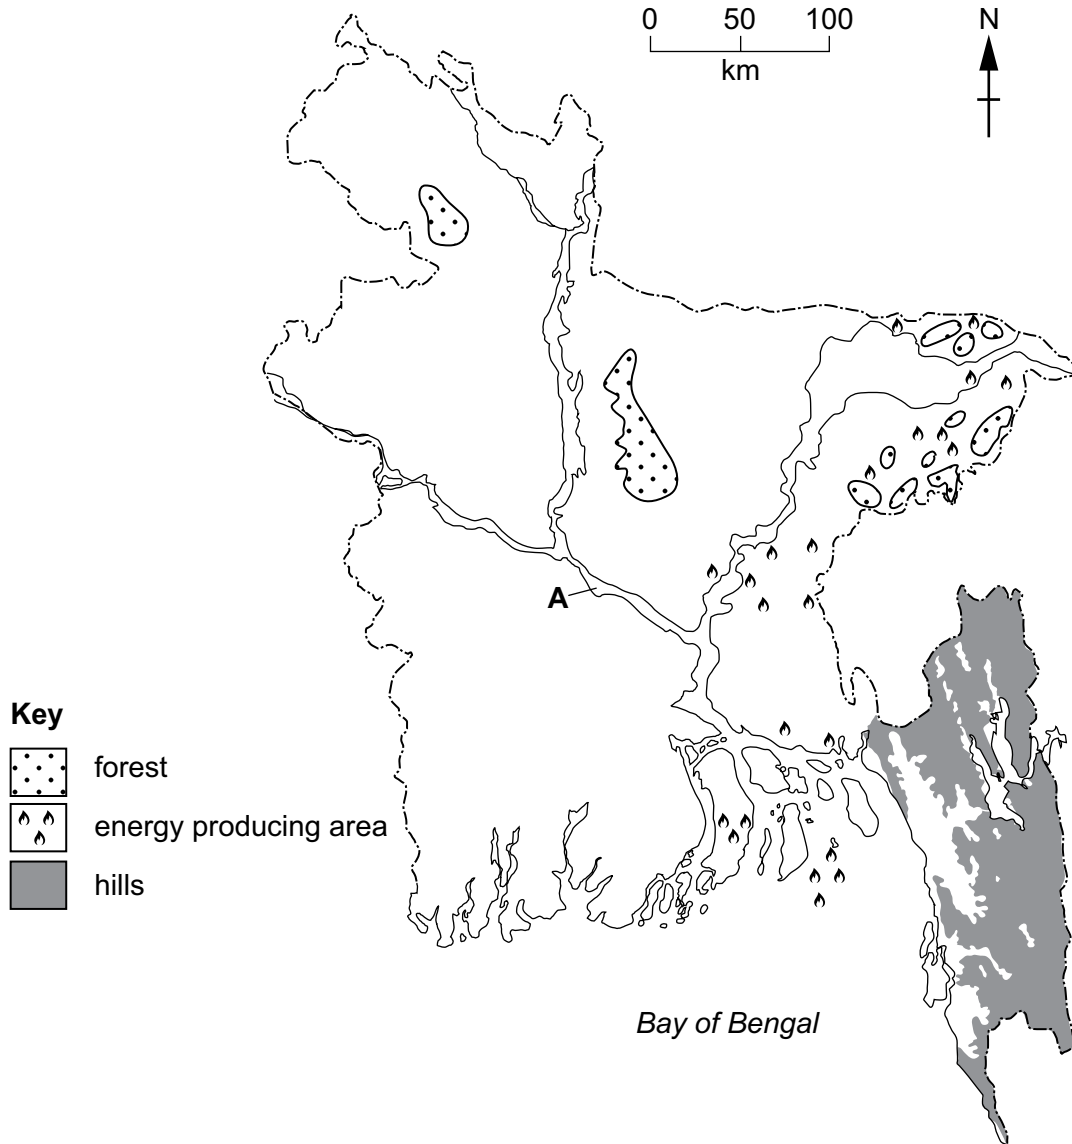 0 50 100
km
N
A
Key
forest
energy producing area
hills
Bay of Bengal